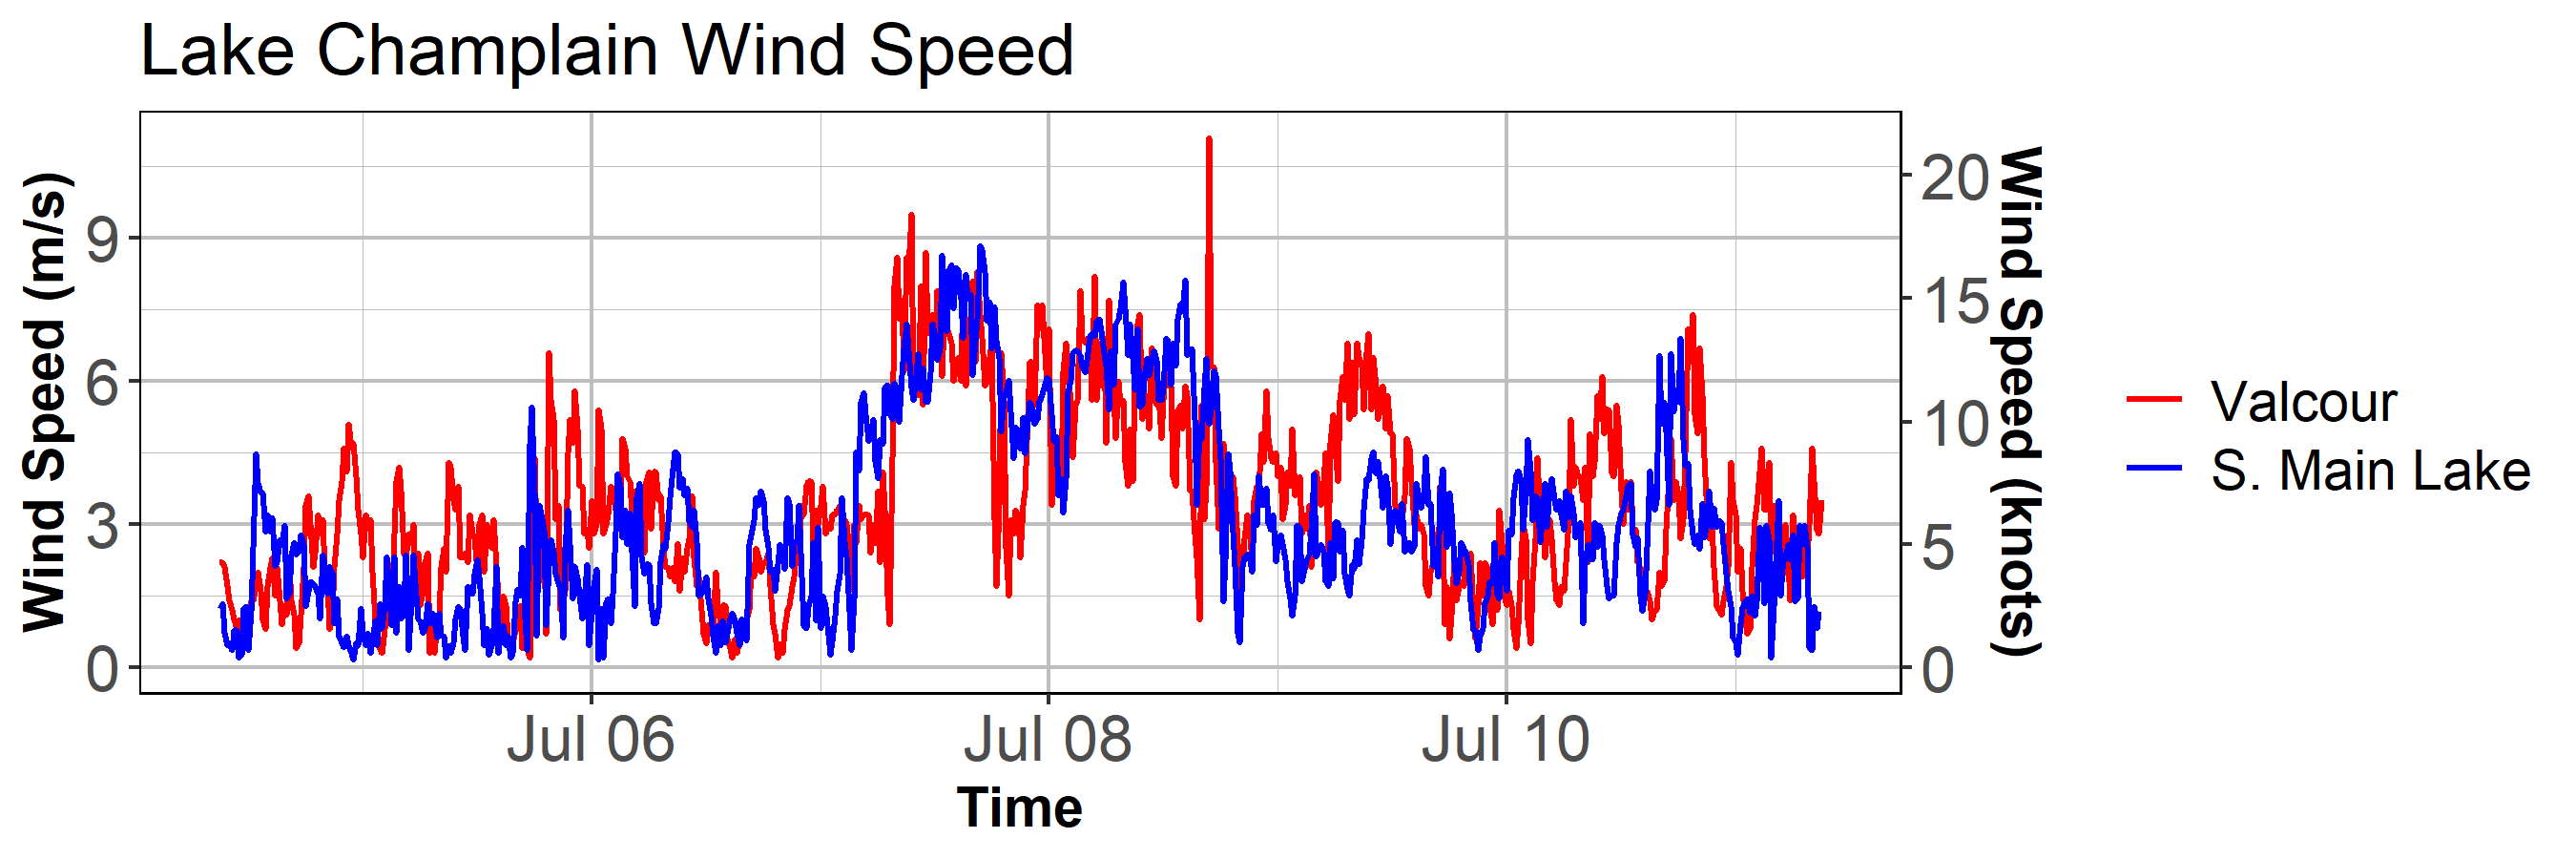 Lake Champlain Wind Speed
Wind Speed (m/s)
9
6
3
0
20
15
10
5
0
Wind Speed (knots)
Jul 06
Jul 08
Jul 10
Time
Valcour
S. Main Lake